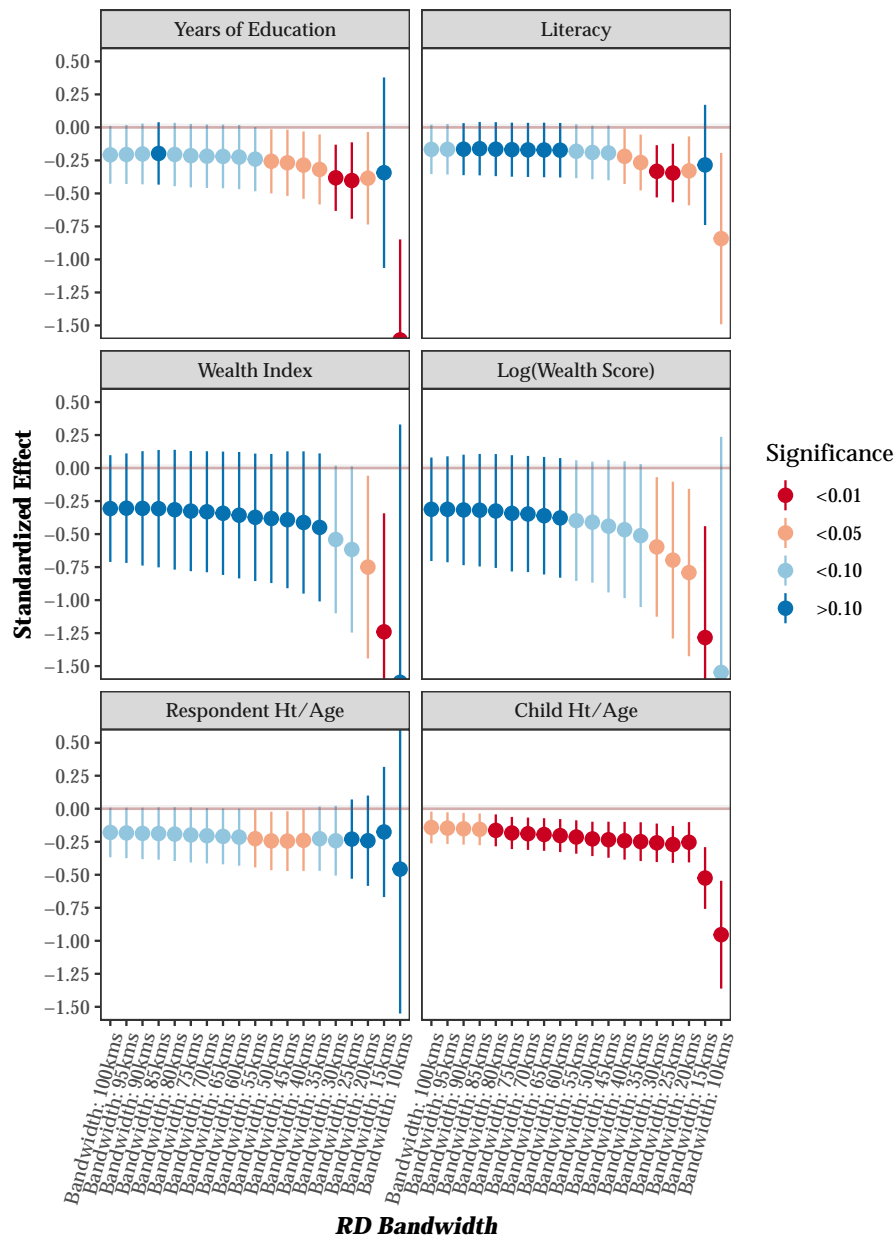 Years of Education
Literacy
0.50
0.25
0.00
−0.25
−0.50
−0.75
−1.00
−1.25
−1.50
Wealth Index
Log(Wealth Score)
0.50
0.25
0.00
−0.25
−0.50
−0.75
−1.00
−1.25
−1.50
Respondent Ht/Age
Child Ht/Age
0.50
0.25
0.00
−0.25
−0.50
−0.75
−1.00
−1.25
−1.50
Standardized Effect
Bandwidth: 100kms
Bandwidth: 95kms
Bandwidth: 90kms
Bandwidth: 85kms
Bandwidth: 80kms
Bandwidth: 75kms
Bandwidth: 70kms
Bandwidth: 65kms
Bandwidth: 60kms
Bandwidth: 55kms
Bandwidth: 50kms
Bandwidth: 45kms
Bandwidth: 40kms
Bandwidth: 35kms
Bandwidth: 30kms
Bandwidth: 25kms
Bandwidth: 20kms
Bandwidth: 15kms
Bandwidth: 10kms
Bandwidth: 100kms
Bandwidth: 95kms
Bandwidth: 90kms
Bandwidth: 85kms
Bandwidth: 80kms
Bandwidth: 75kms
Bandwidth: 70kms
Bandwidth: 65kms
Bandwidth: 60kms
Bandwidth: 55kms
Bandwidth: 50kms
Bandwidth: 45kms
Bandwidth: 40kms
Bandwidth: 35kms
Bandwidth: 30kms
Bandwidth: 25kms
Bandwidth: 20kms
Bandwidth: 15kms
Bandwidth: 10kms
RD Bandwidth
Significance
<0.01
<0.05
<0.10
>0.10